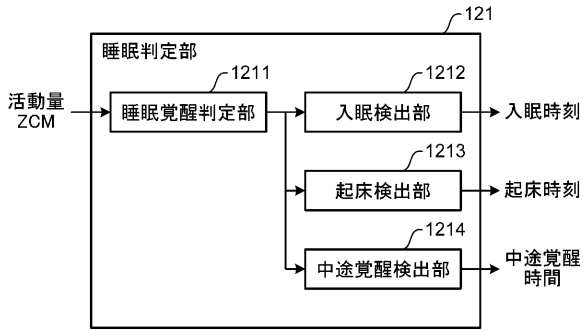 121
睡眠判定部
1211
1212
活動量
ZCM
睡眠覚醒判定部
入眠検出部
入眠時刻
1213
起床検出部
起床時刻
1214
中途覚醒検出部
中途覚醒
時間